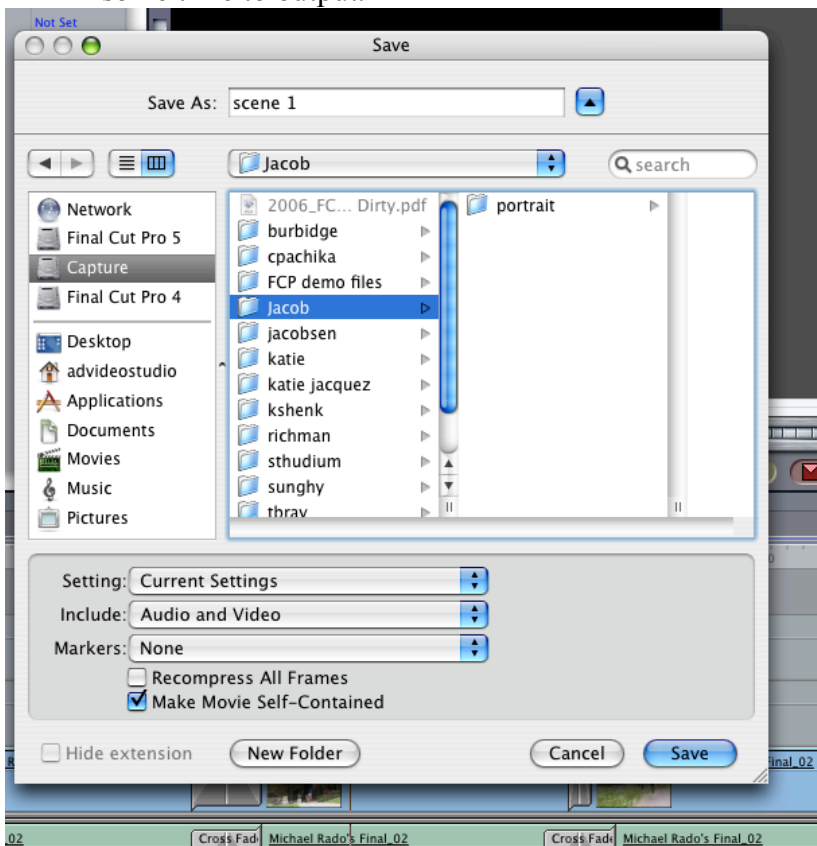 Not Set
Save
Save As: scene 1
Jacob
search
Network
Final Cut Pro 5
Capture
Final Cut Pro 4
Desktop
advideostudio
Applications
Documents
Movies
Music
Pictures
2006_FC... Dirty.pdf
burbidge
cpachika
FCP demo files
Jacob
jacobsen
katie
katie jacquez
kshenk
richman
sthudium
sunghy
tbray
portrait
Setting: Current Settings
Include: Audio and Video
Markers: None
Recompress All Frames
Make Movie Self-Contained
Hide extension
New Folder
Cancel
Save
inal_02
_02
Cross Fade
Michael Rado's Final_02
Cross Fade
Michael Rado's Final_02